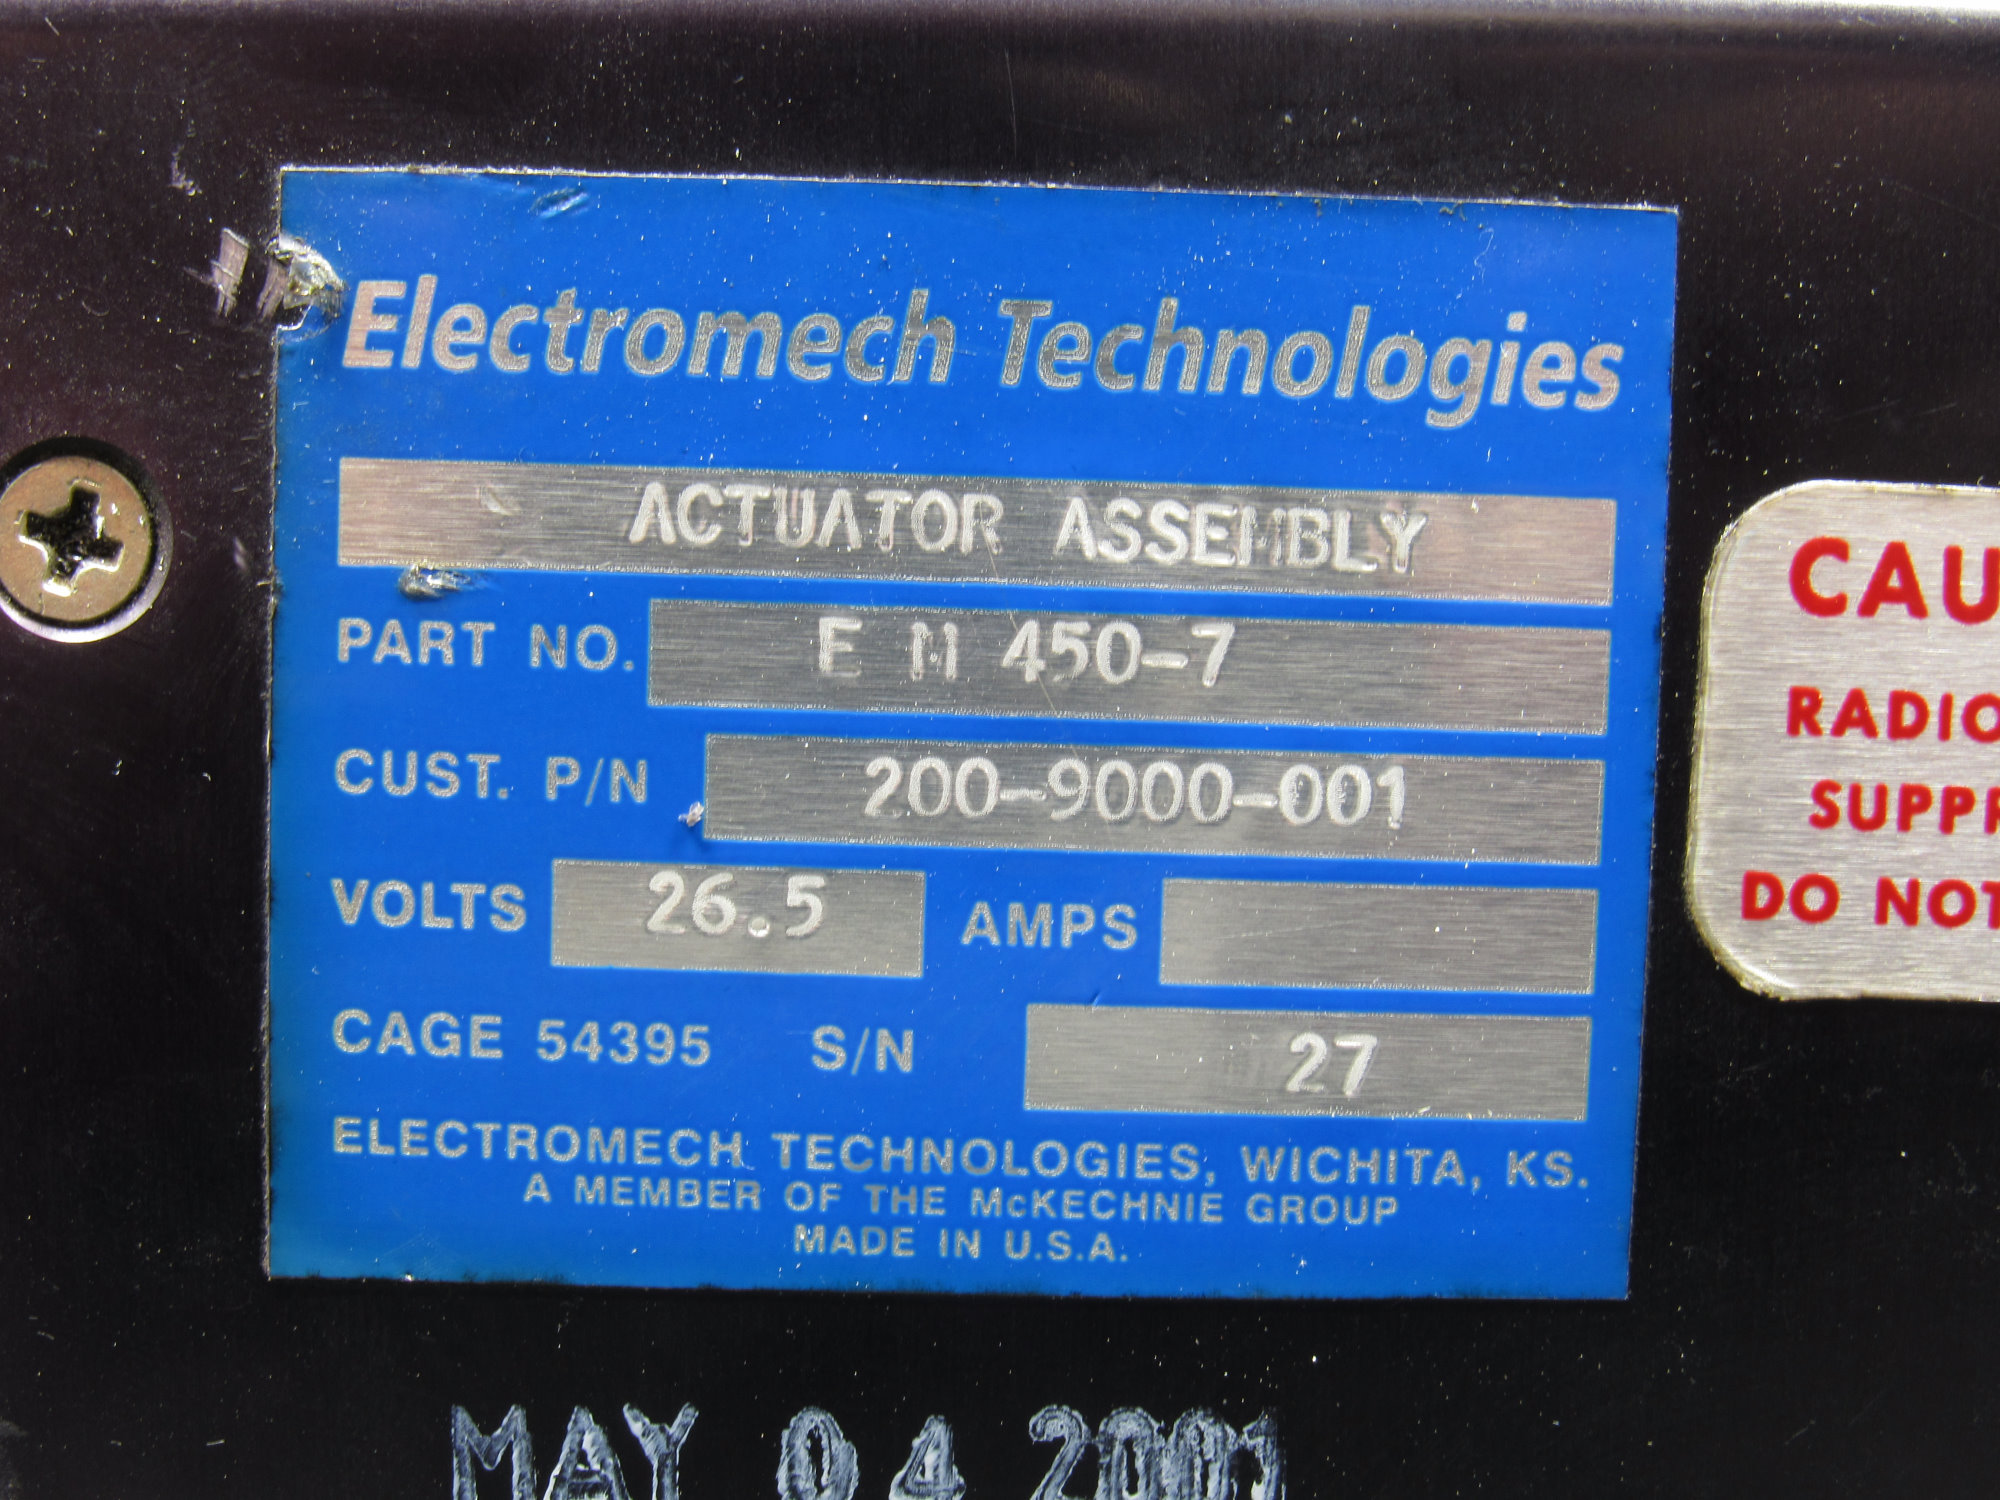 Electromech Technologies
ACTUATOR ASSEMBLY
PART NO. E M 450-7
CUST. P/N 200-9000-001
VOLTS 26.5 AMPS
CAGE 54395 S/N 27
ELECTROMECH TECHNOLOGIES, WICHITA, KS.
A MEMBER OF THE McKECHNIE GROUP
MADE IN U.S.A.
MAY 04 2001
CAU
RADIO
SUPPR
DO NOT